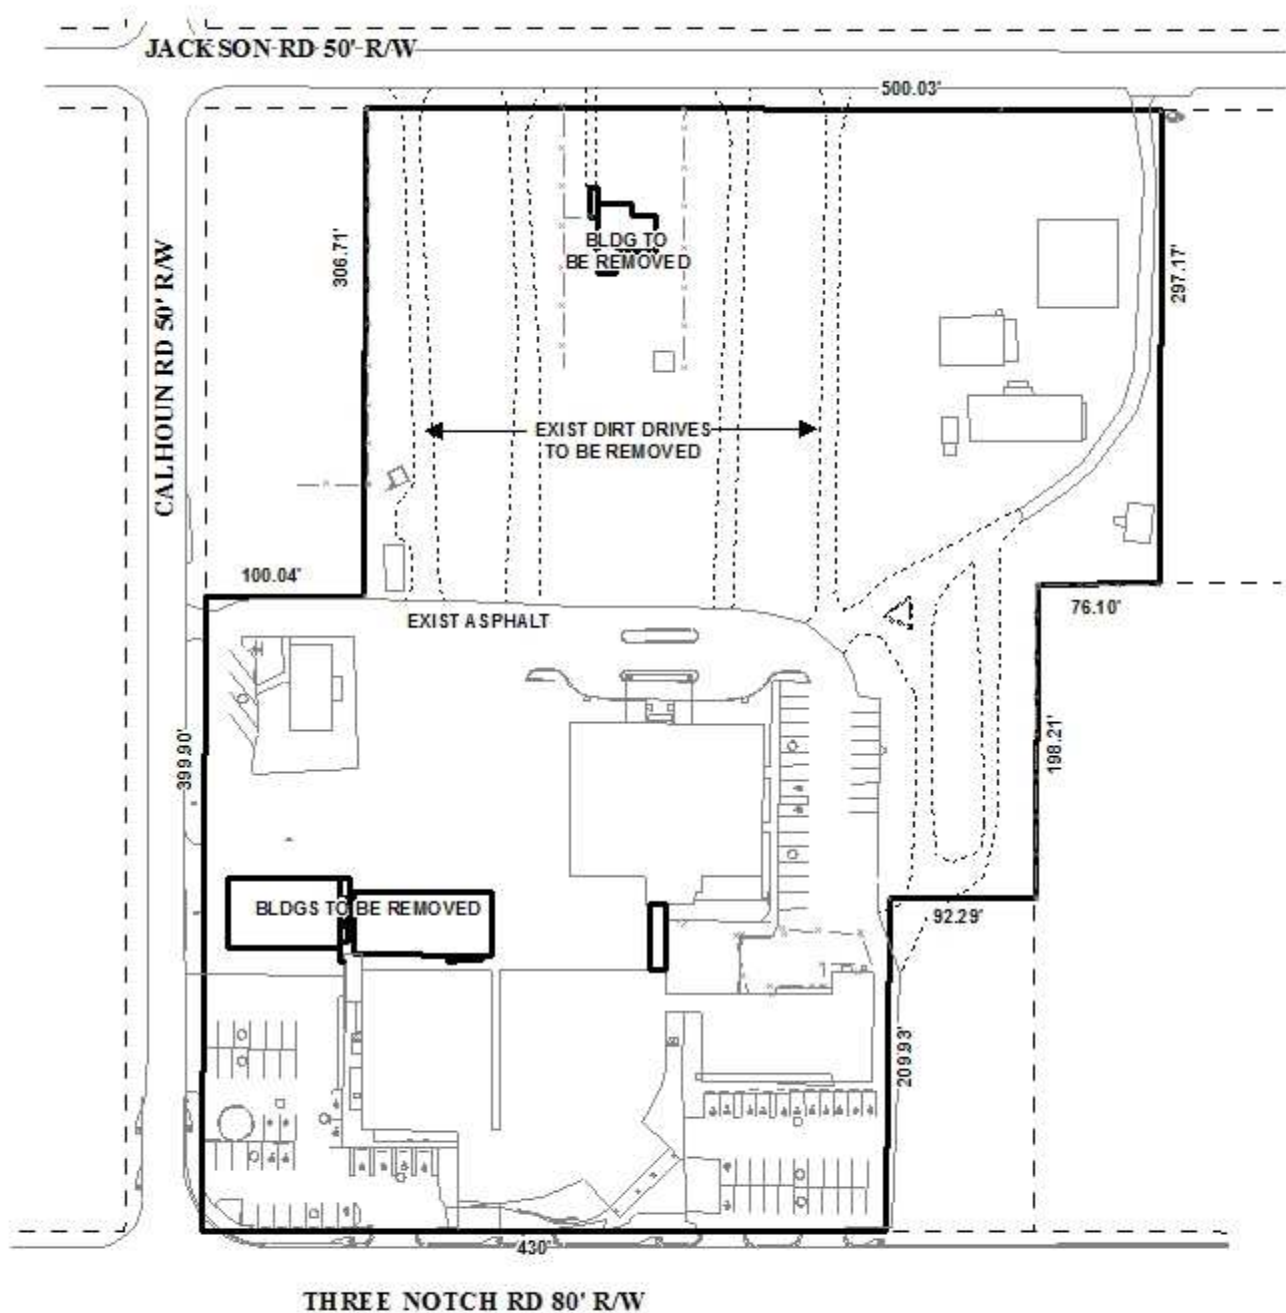 JACKSON RD 50' R/W
500.03'
306.71'
BLDG TO
BE REMOVED
297.17'
CALHOUN RD 50' R/W
EXIST DIRT DRIVES
TO BE REMOVED
100.04'
76.10'
EXIST ASPHALT
399.90'
198.21'
BLDGS TO BE REMOVED
92.29'
209.93'
430'
THREE NOTCH RD 80' R/W